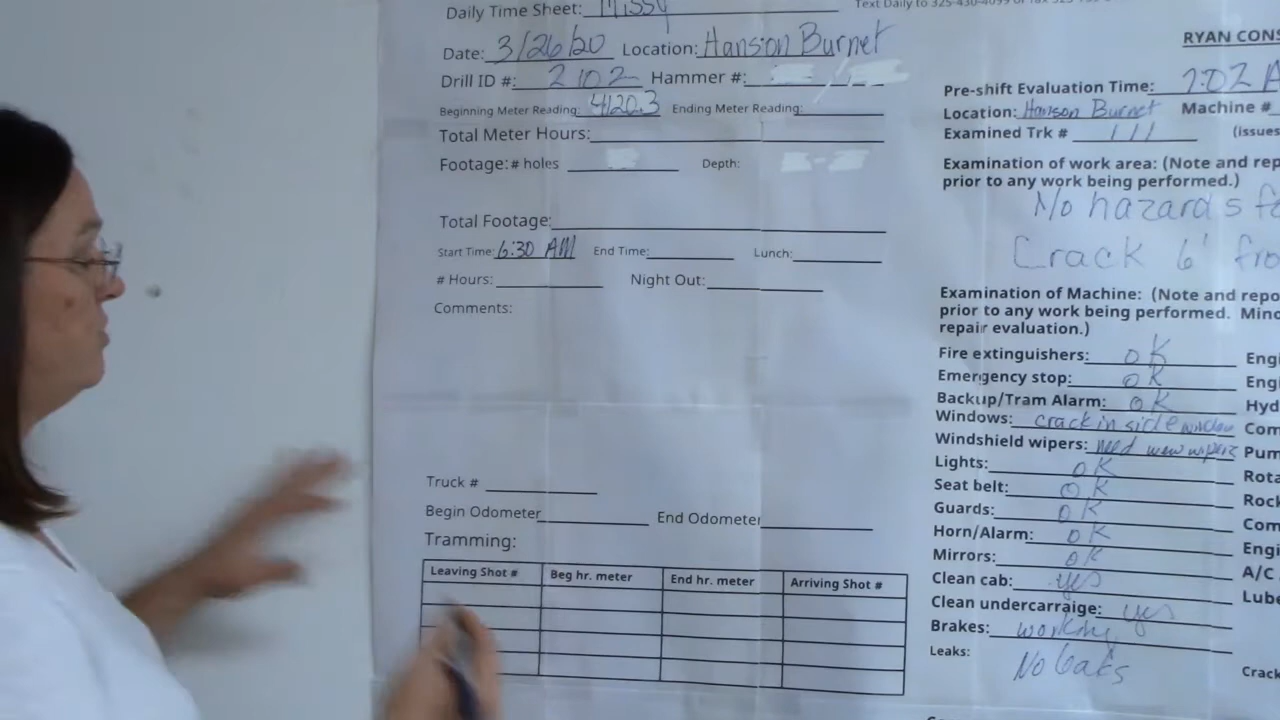 Daily Time Sheet: Missy
Date: 3/26/20 Location: Hanson Burnet
Drill ID #: 2102 Hammer #:
Beginning Meter Reading: 4120.3 Ending Meter Reading:
Total Meter Hours:
Footage: # holes Depth:
Total Footage:
Start Time: 6:30 AM End Time: Lunch:
# Hours: Night Out:
Comments:
Truck #
Begin Odometer End Odometer
Tramming:
Leaving Shot # Beg hr. meter End hr. meter Arriving Shot #
RYAN CONS
Pre-shift Evaluation Time: 7:02 A
Location: Hanson Burnet Machine #
Examined Trk # 111 (issues
Examination of work area: (Note and rep
prior to any work being performed.)
No hazards fo
Crack 6' fro
Examination of Machine: (Note and repo
prior to any work being performed. Mino
repair evaluation.)
Fire extinguishers: OK Engi
Emergency stop: OK Engi
Backup/Tram Alarm: OK Hyd
Windows: crack in side window Com
Windshield wipers: need new wipers Pum
Lights: OK Rota
Seat belt: OK Rock
Guards: OK Com
Horn/Alarm: OK Engi
Mirrors: OK A/C
Clean cab: yes Lube
Clean undercarraige: yes
Brakes: working
Leaks: No leaks Crack